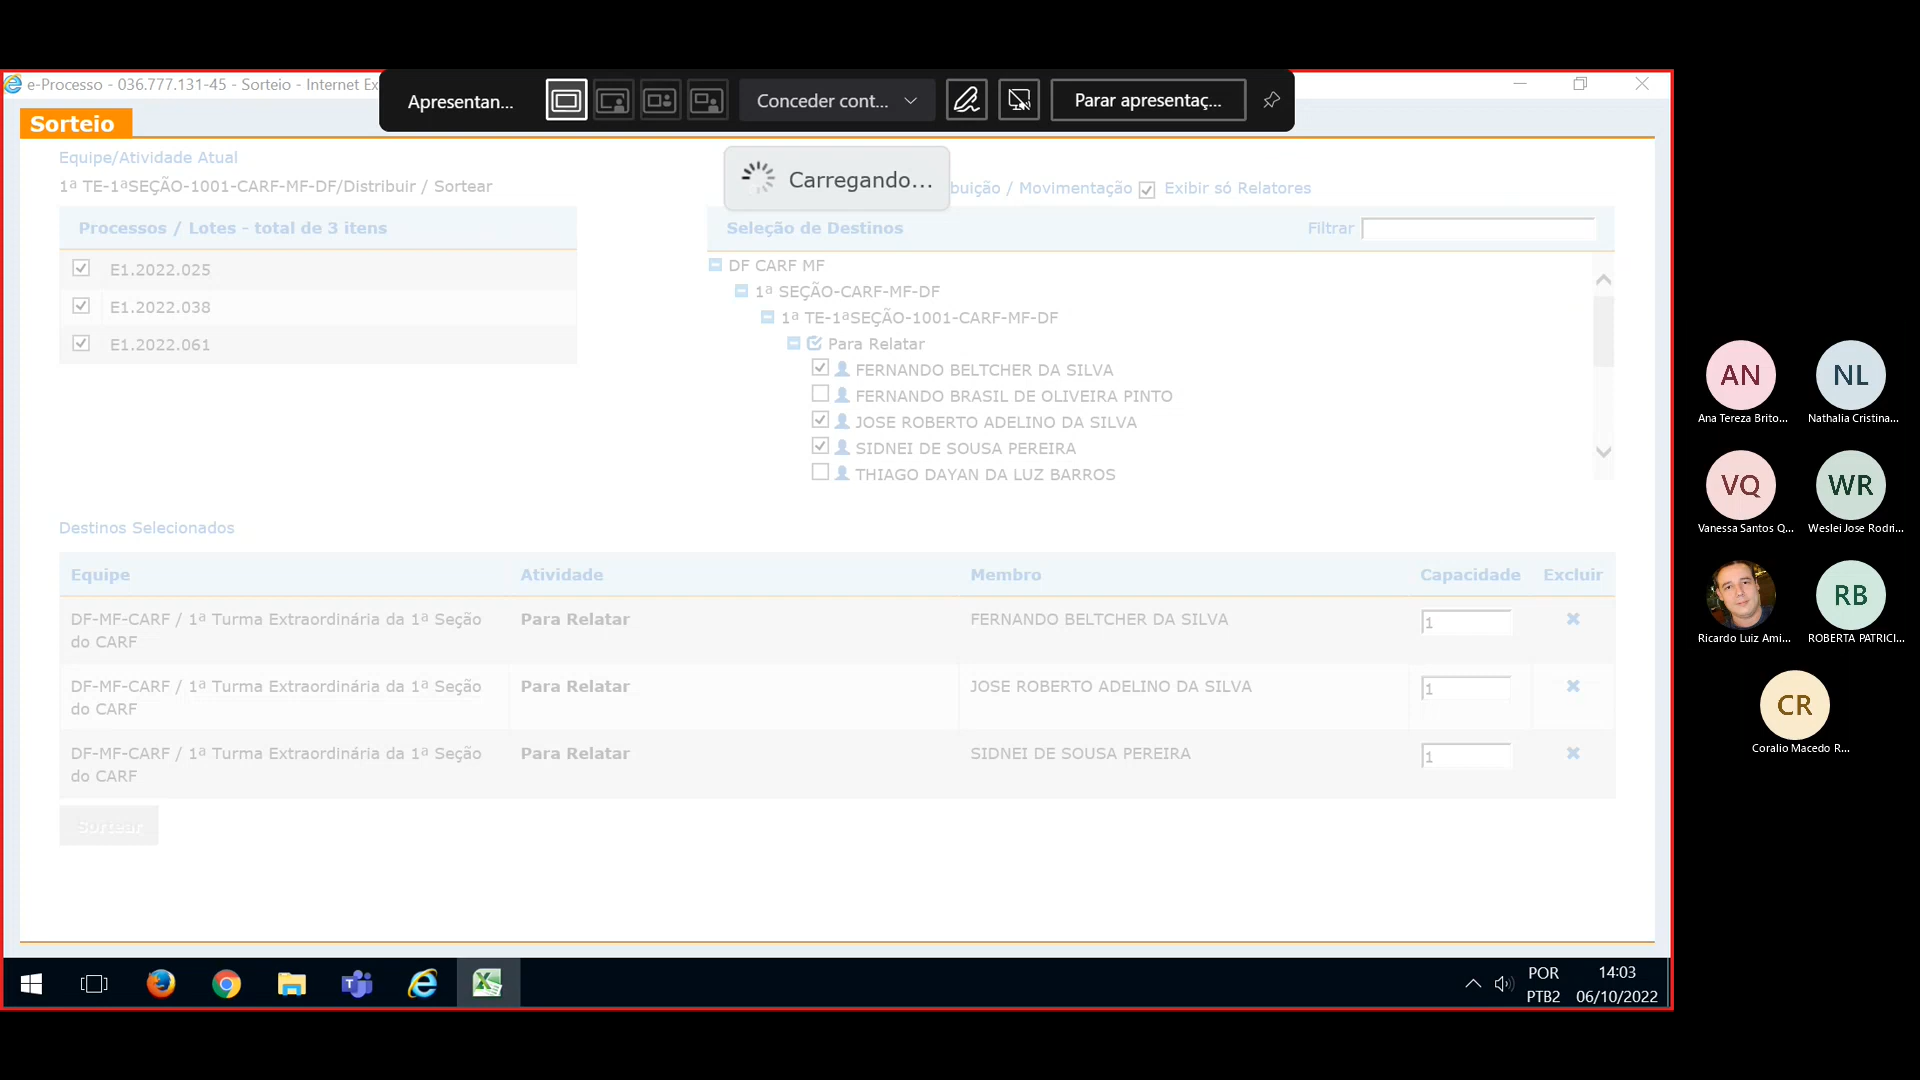 e-Processo - 036.777.131-45 - Sorteio - Internet Ex
Apresentan...
Conceder cont...
Parar apresentaç...
Sorteio
Equipe/Atividade Atual
1ª TE-1ªSEÇÃO-1001-CARF-MF-DF/Distribuir / Sortear
Carregando...
buição / Movimentação
Exibir só Relatores
Processos / Lotes - total de 3 itens
E1.2022.025
E1.2022.038
E1.2022.061
Seleção de Destinos
Filtrar
DF CARF MF
1ª SEÇÃO-CARF-MF-DF
1ª TE-1ªSEÇÃO-1001-CARF-MF-DF
Para Relatar
FERNANDO BELTCHER DA SILVA
FERNANDO BRASIL DE OLIVEIRA PINTO
JOSE ROBERTO ADELINO DA SILVA
SIDNEI DE SOUSA PEREIRA
THIAGO DAYAN DA LUZ BARROS
Destinos Selecionados
Equipe Atividade Membro Capacidade Excluir
DF-MF-CARF / 1ª Turma Extraordinária da 1ª Seção Para Relatar FERNANDO BELTCHER DA SILVA 1
do CARF
DF-MF-CARF / 1ª Turma Extraordinária da 1ª Seção Para Relatar JOSE ROBERTO ADELINO DA SILVA 1
do CARF
DF-MF-CARF / 1ª Turma Extraordinária da 1ª Seção Para Relatar SIDNEI DE SOUSA PEREIRA 1
do CARF
Sortear
POR
PTB2
14:03
06/10/2022
AN
Ana Tereza Brito...
NL
Nathalia Cristina...
VQ
Vanessa Santos Q...
WR
Weslei Jose Rodri...
Ricardo Luiz Ami...
RB
ROBERTA PATRICI...
CR
Coralio Macedo R...